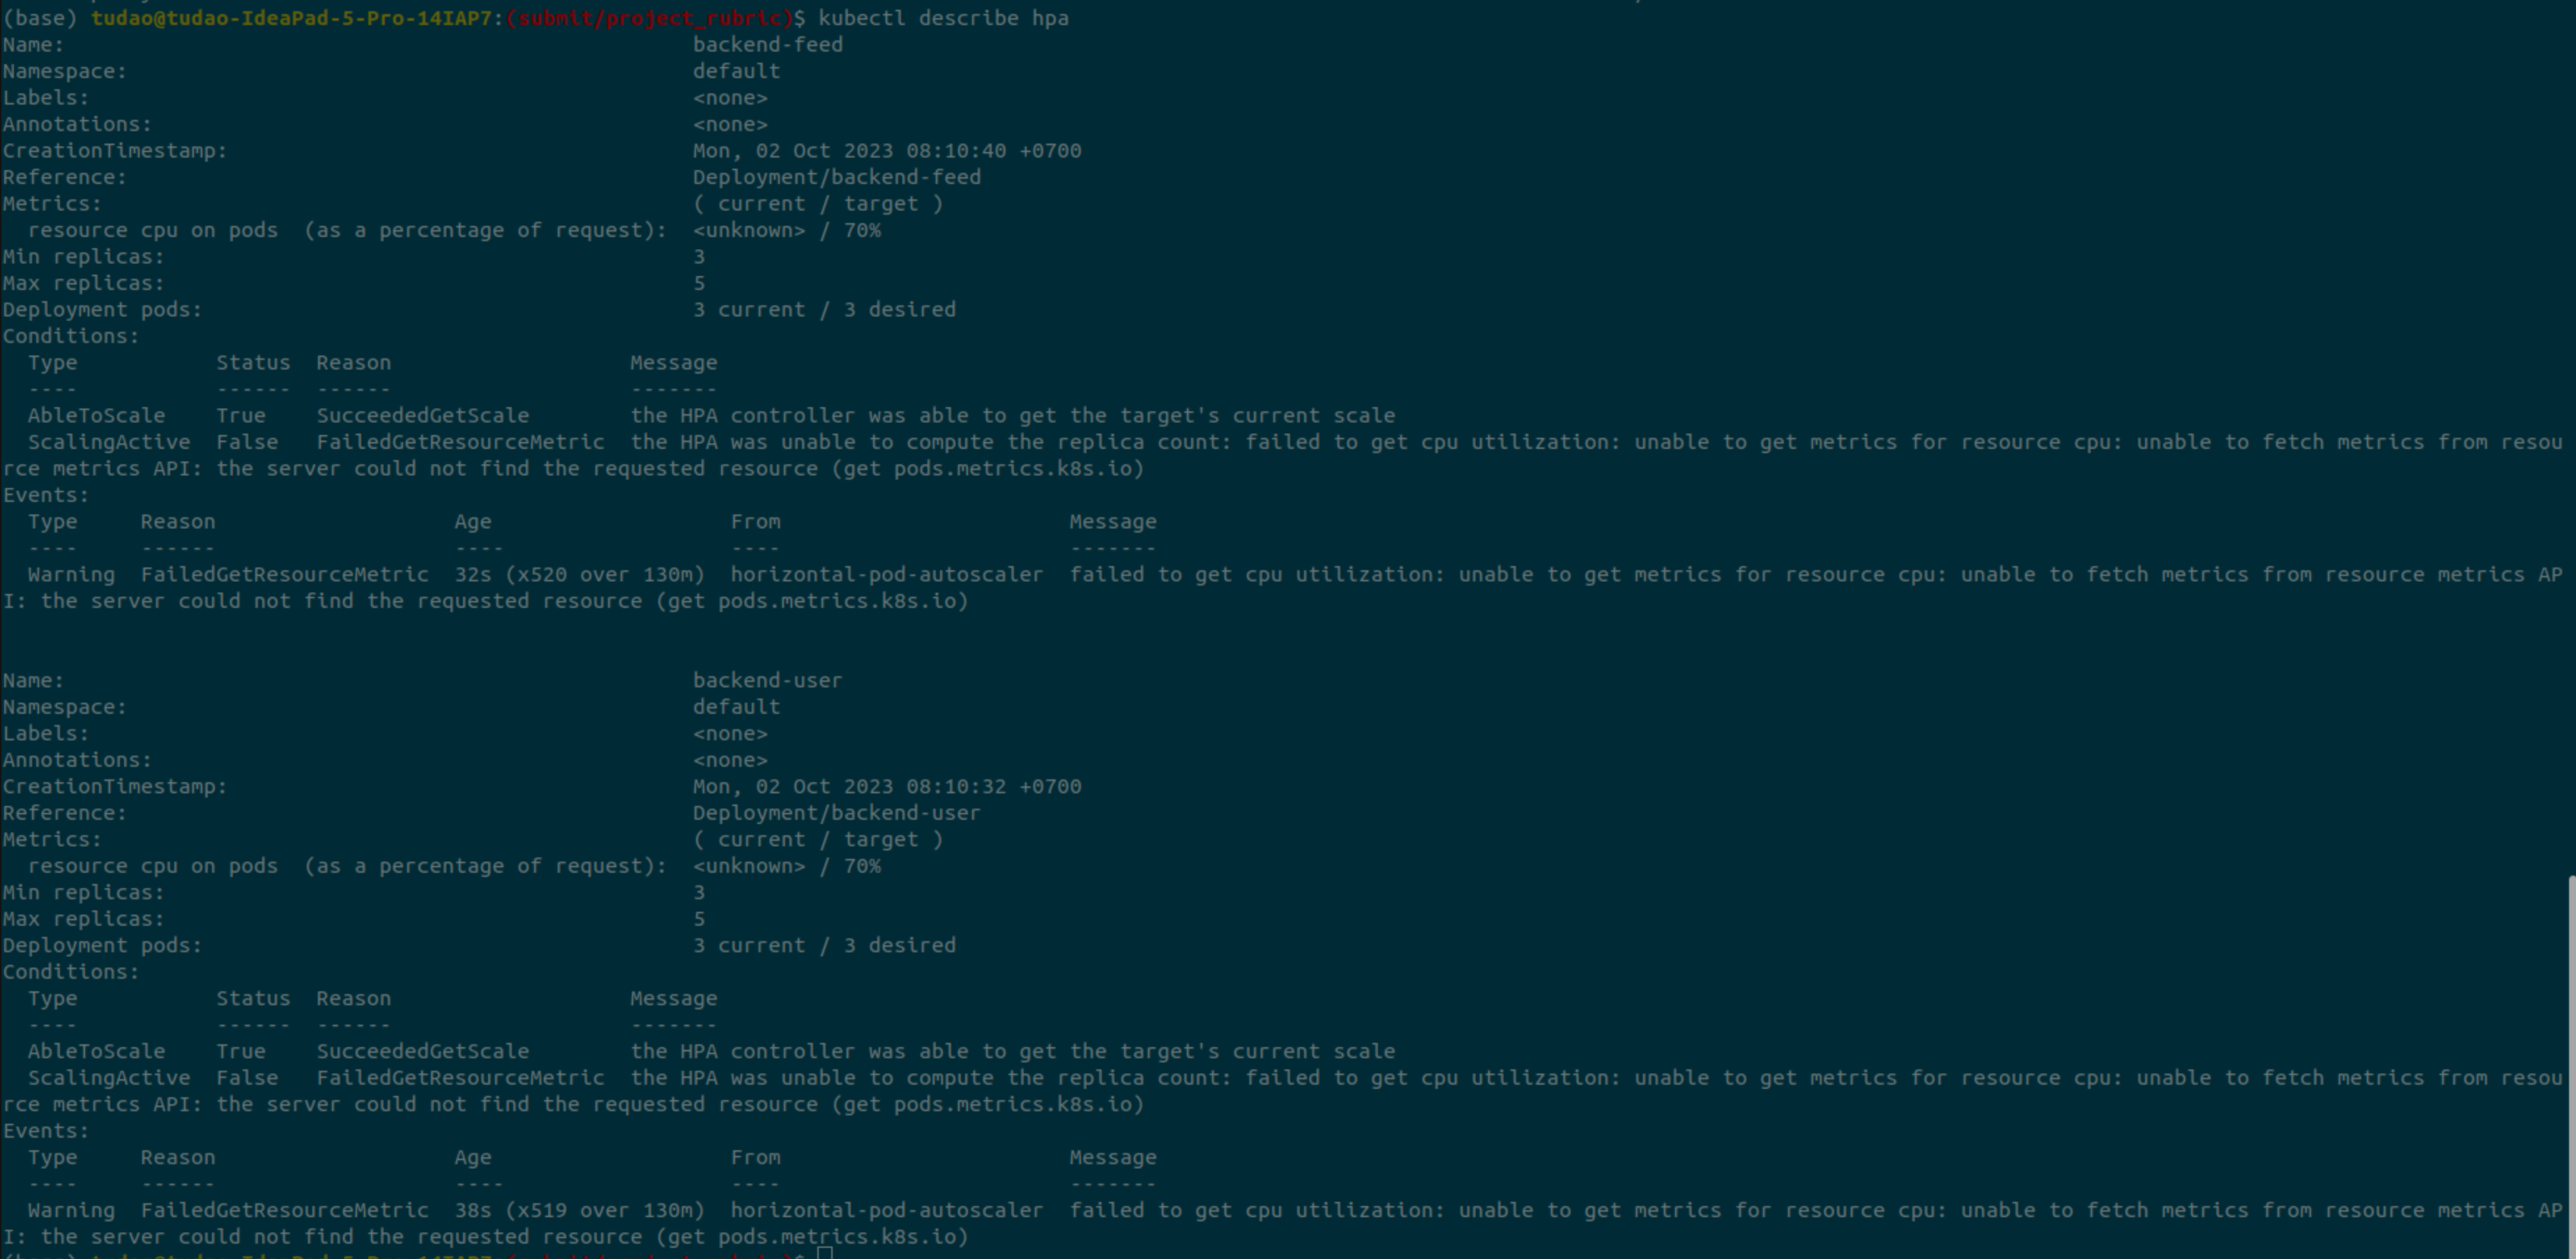 (base) tudao@tudao-IdeaPad-5-Pro-14IAP7:(submit/project_rubric)$ kubectl describe hpa
Name:                                                  backend-feed
Namespace:                                             default
Labels:                                                <none>
Annotations:                                           <none>
CreationTimestamp:                                     Mon, 02 Oct 2023 08:10:40 +0700
Reference:                                             Deployment/backend-feed
Metrics:                                               ( current / target )
  resource cpu on pods  (as a percentage of request):  <unknown> / 70%
Min replicas:                                          3
Max replicas:                                          5
Deployment pods:                                       3 current / 3 desired
Conditions:
  Type           Status  Reason                   Message
  ----           ------  ------                   -------
  AbleToScale    True    SucceededGetScale        the HPA controller was able to get the target's current scale
  ScalingActive  False   FailedGetResourceMetric  the HPA was unable to compute the replica count: failed to get cpu utilization: unable to get metrics for resource cpu: unable to fetch metrics from resou
rce metrics API: the server could not find the requested resource (get pods.metrics.k8s.io)
Events:
  Type     Reason                   Age                   From                       Message
  ----     ------                   ----                  ----                       -------
  Warning  FailedGetResourceMetric  32s (x520 over 130m)  horizontal-pod-autoscaler  failed to get cpu utilization: unable to get metrics for resource cpu: unable to fetch metrics from resource metrics AP
I: the server could not find the requested resource (get pods.metrics.k8s.io)
Name:                                                  backend-user
Namespace:                                             default
Labels:                                                <none>
Annotations:                                           <none>
CreationTimestamp:                                     Mon, 02 Oct 2023 08:10:32 +0700
Reference:                                             Deployment/backend-user
Metrics:                                               ( current / target )
  resource cpu on pods  (as a percentage of request):  <unknown> / 70%
Min replicas:                                          3
Max replicas:                                          5
Deployment pods:                                       3 current / 3 desired
Conditions:
  Type           Status  Reason                   Message
  ----           ------  ------                   -------
  AbleToScale    True    SucceededGetScale        the HPA controller was able to get the target's current scale
  ScalingActive  False   FailedGetResourceMetric  the HPA was unable to compute the replica count: failed to get cpu utilization: unable to get metrics for resource cpu: unable to fetch metrics from resou
rce metrics API: the server could not find the requested resource (get pods.metrics.k8s.io)
Events:
  Type     Reason                   Age                   From                       Message
  ----     ------                   ----                  ----                       -------
  Warning  FailedGetResourceMetric  38s (x519 over 130m)  horizontal-pod-autoscaler  failed to get cpu utilization: unable to get metrics for resource cpu: unable to fetch metrics from resource metrics AP
I: the server could not find the requested resource (get pods.metrics.k8s.io)